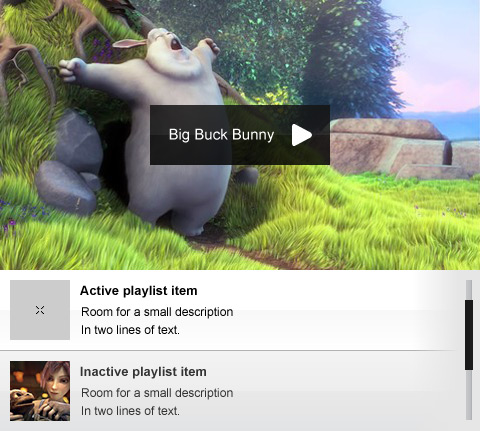 Big Buck Bunny
Active playlist item
Room for a small description
In two lines of text.
Inactive playlist item
Room for a small description
In two lines of text.